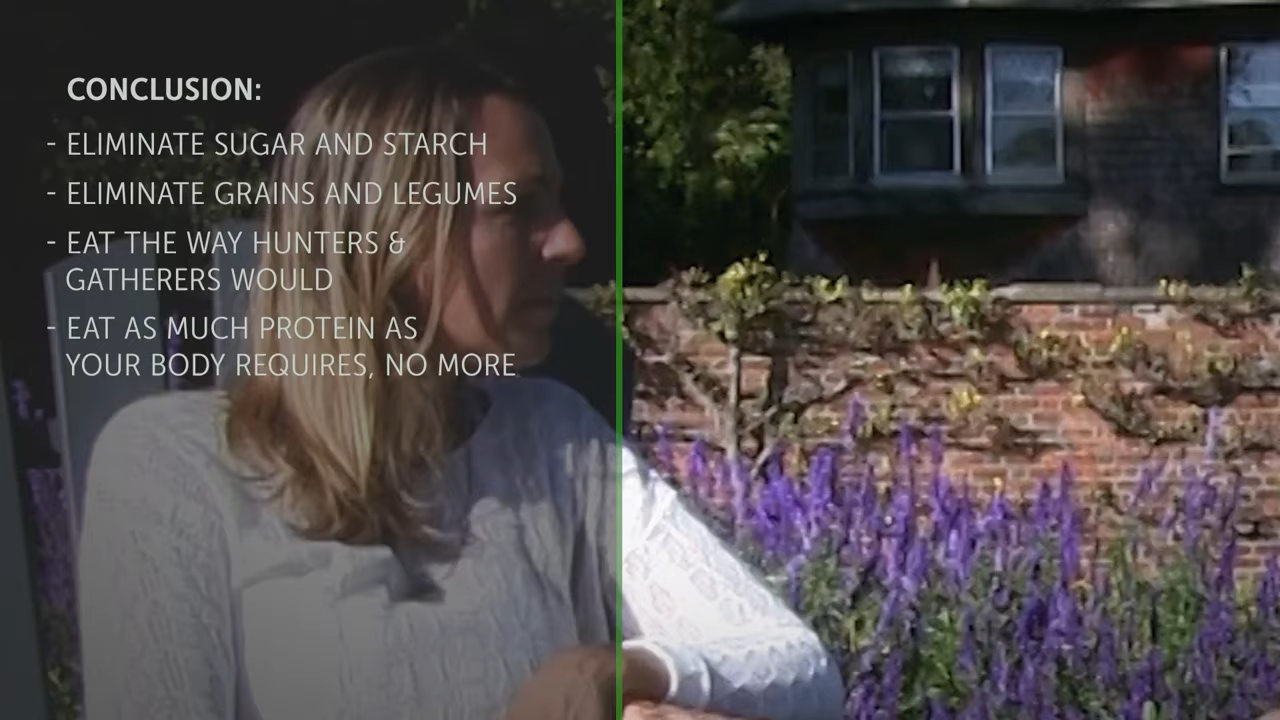 CONCLUSION:
- ELIMINATE SUGAR AND STARCH
- ELIMINATE GRAINS AND LEGUMES
- EAT THE WAY HUNTERS &
GATHERERS WOULD
- EAT AS MUCH PROTEIN AS
YOUR BODY REQUIRES, NO MORE